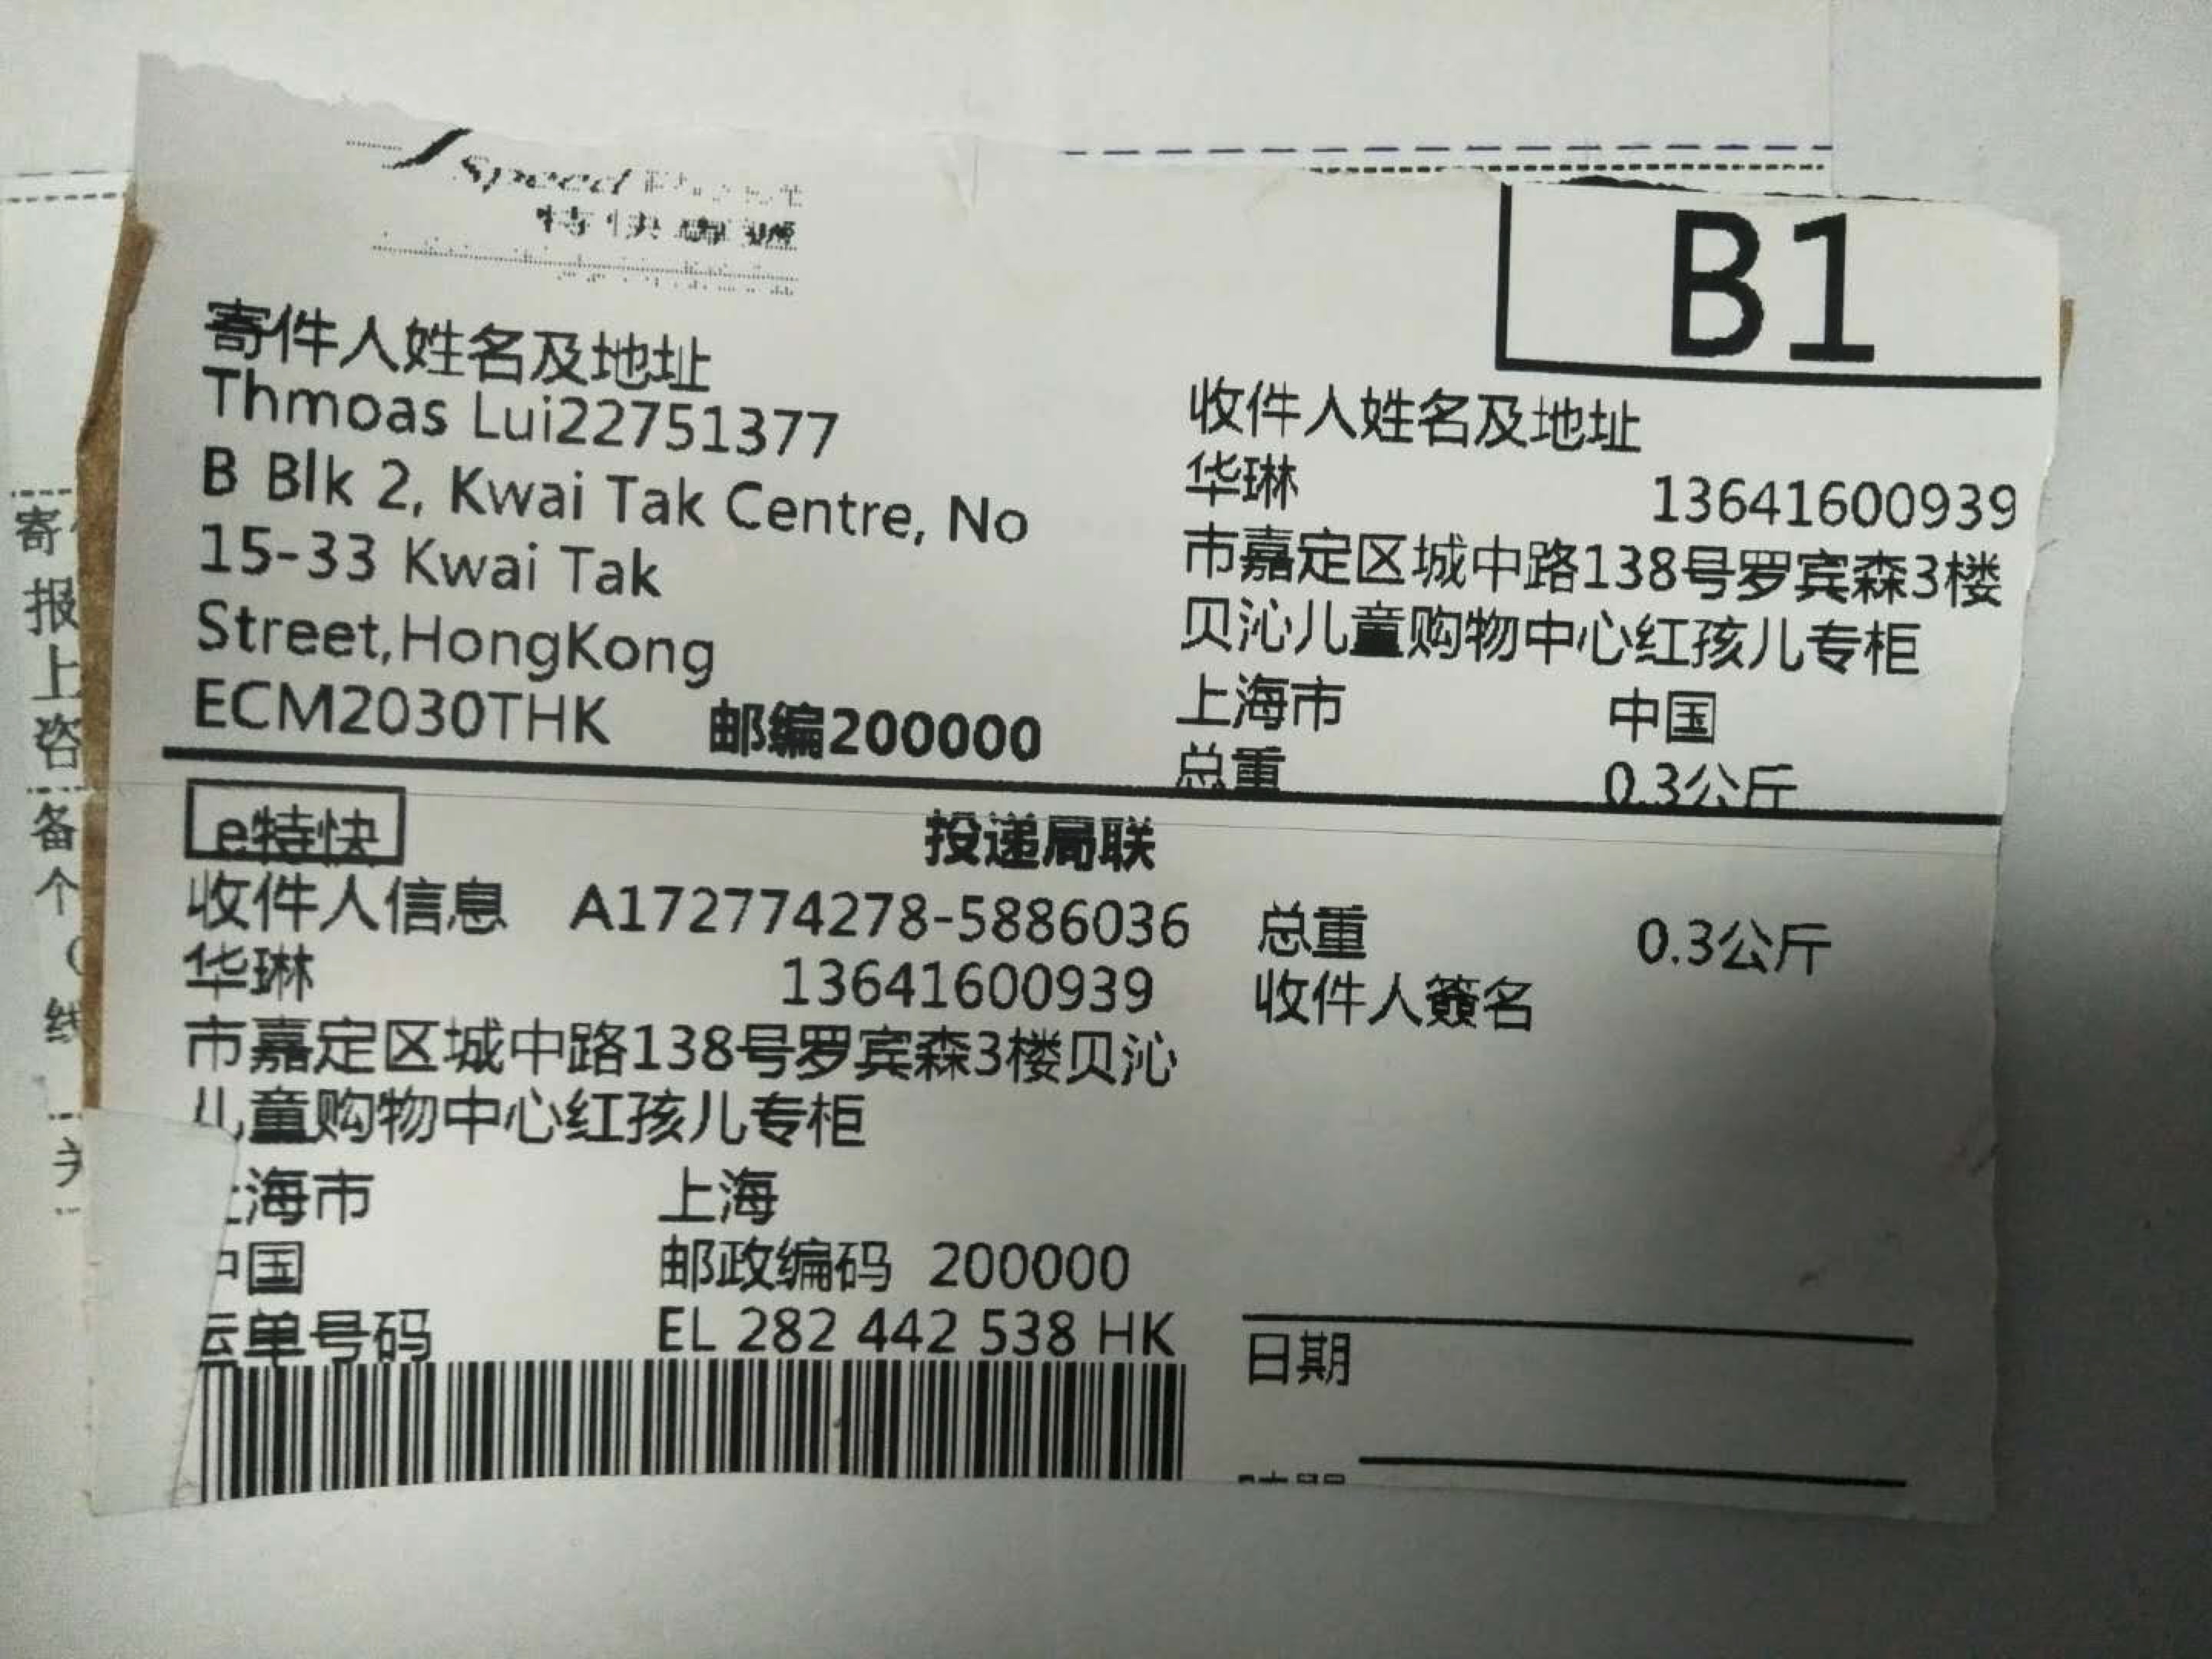 Speed
特快專遞
B1
寄件人姓名及地址
Thmoas Lui22751377
B Blk 2, Kwai Tak Centre, No
15-33 Kwai Tak
Street,HongKong
ECM2030THK 邮编200000
收件人姓名及地址
华琳 13641600939
市嘉定区城中路138号罗宾森3楼
贝沁儿童购物中心红孩儿专柜
上海市 中国
总重 0.3公斤
e特快 投递局联
收件人信息 A172774278-5886036
华琳 13641600939
市嘉定区城中路138号罗宾森3楼贝沁
儿童购物中心红孩儿专柜
上海市 上海
中国 邮政编码 200000
运单号码 EL 282 442 538 HK
总重 0.3公斤
收件人簽名
日期
寄
报
上
咨
备
个
线